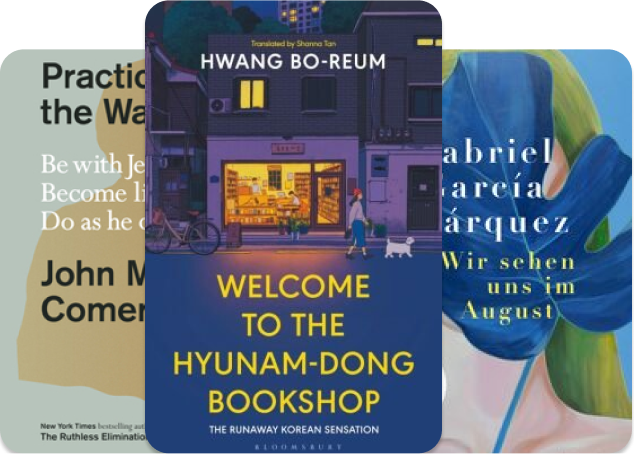 Practic
the Wa
Be with Je
Become li
Do as he
John M
Comer
New York Times bestselling aut
The Ruthless Eliminatio
Translated by Shanna Tan
HWANG BO-REUM
WELCOME
TO THE
HYUNAM-DONG
BOOKSHOP
THE RUNAWAY KOREAN SENSATION
BLOOMSBURY
abriel
arcía
árquez
Wir sehen
uns im
August